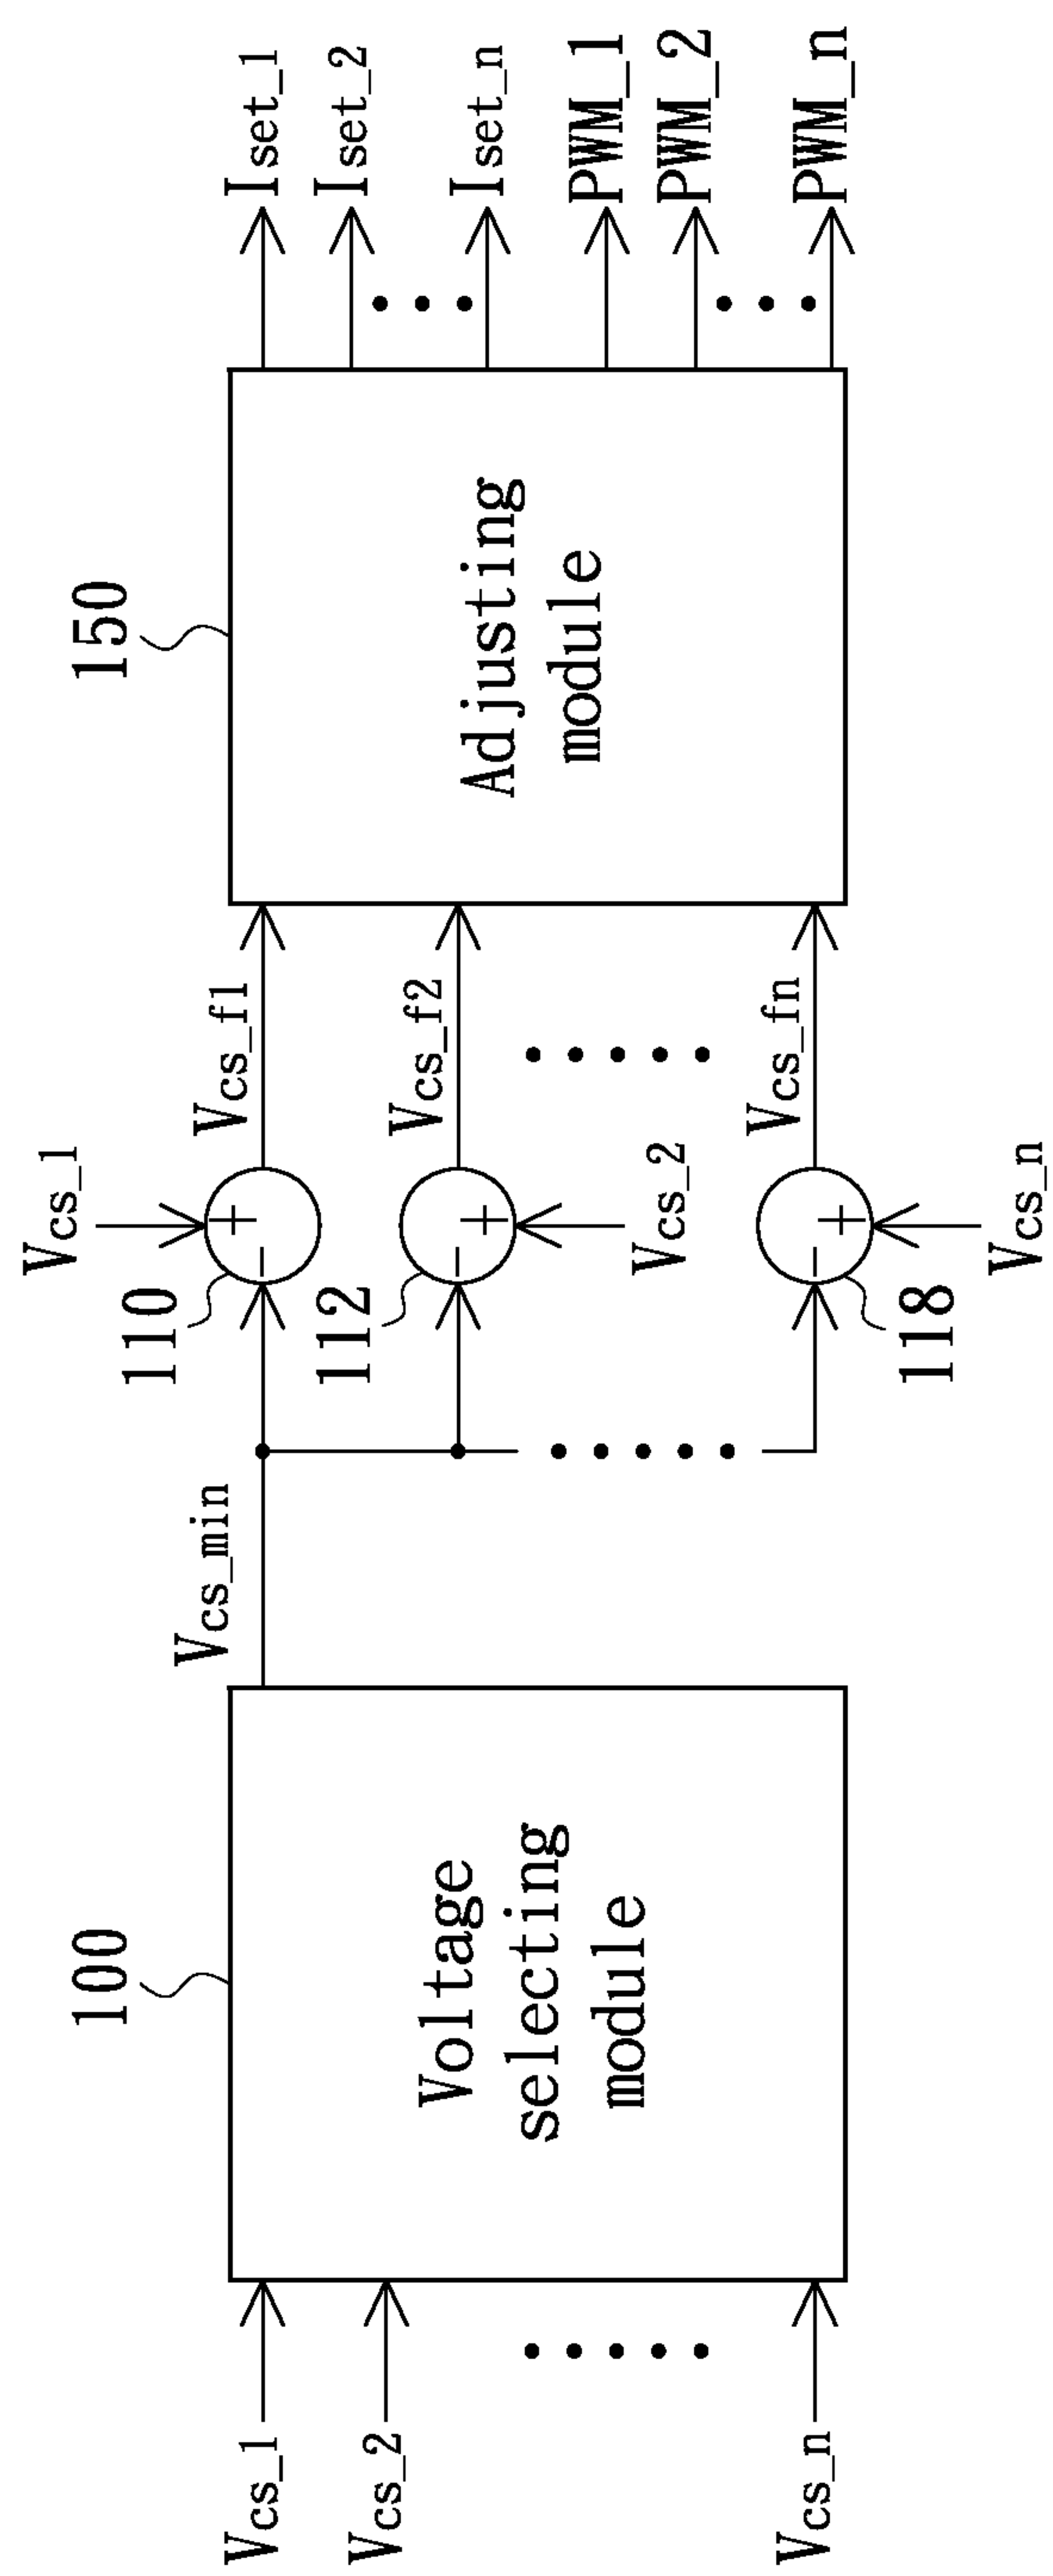 100
Vcs_1
Vcs_2
Vcs_n
Voltage
selecting
module
Vcs_min
110
Vcs_1
Vcs_f1
112
Vcs_2
Vcs_f2
118
Vcs_n
Vcs_fn
150
Adjusting
module
Iset_1
Iset_2
Iset_n
PWM_1
PWM_2
PWM_n